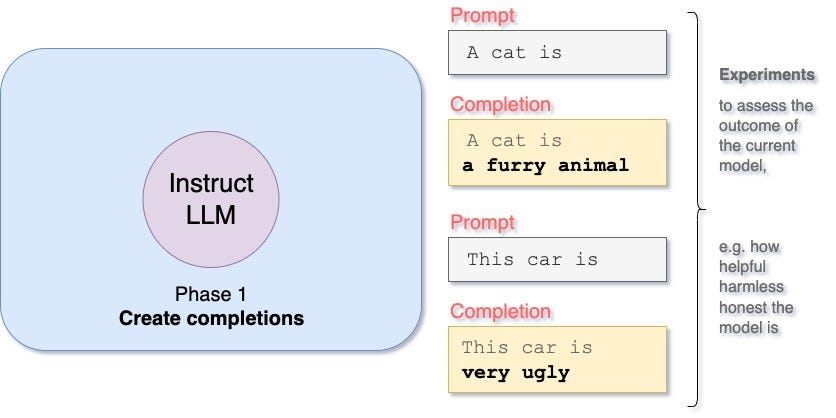 Instruct
LLM
Phase 1
Create completions
Prompt
A cat is
Completion
A cat is
a furry animal
Prompt
This car is
Completion
This car is
very ugly
Experiments
to assess the
outcome of
the current
model,
e.g. how
helpful
harmless
honest the
model is